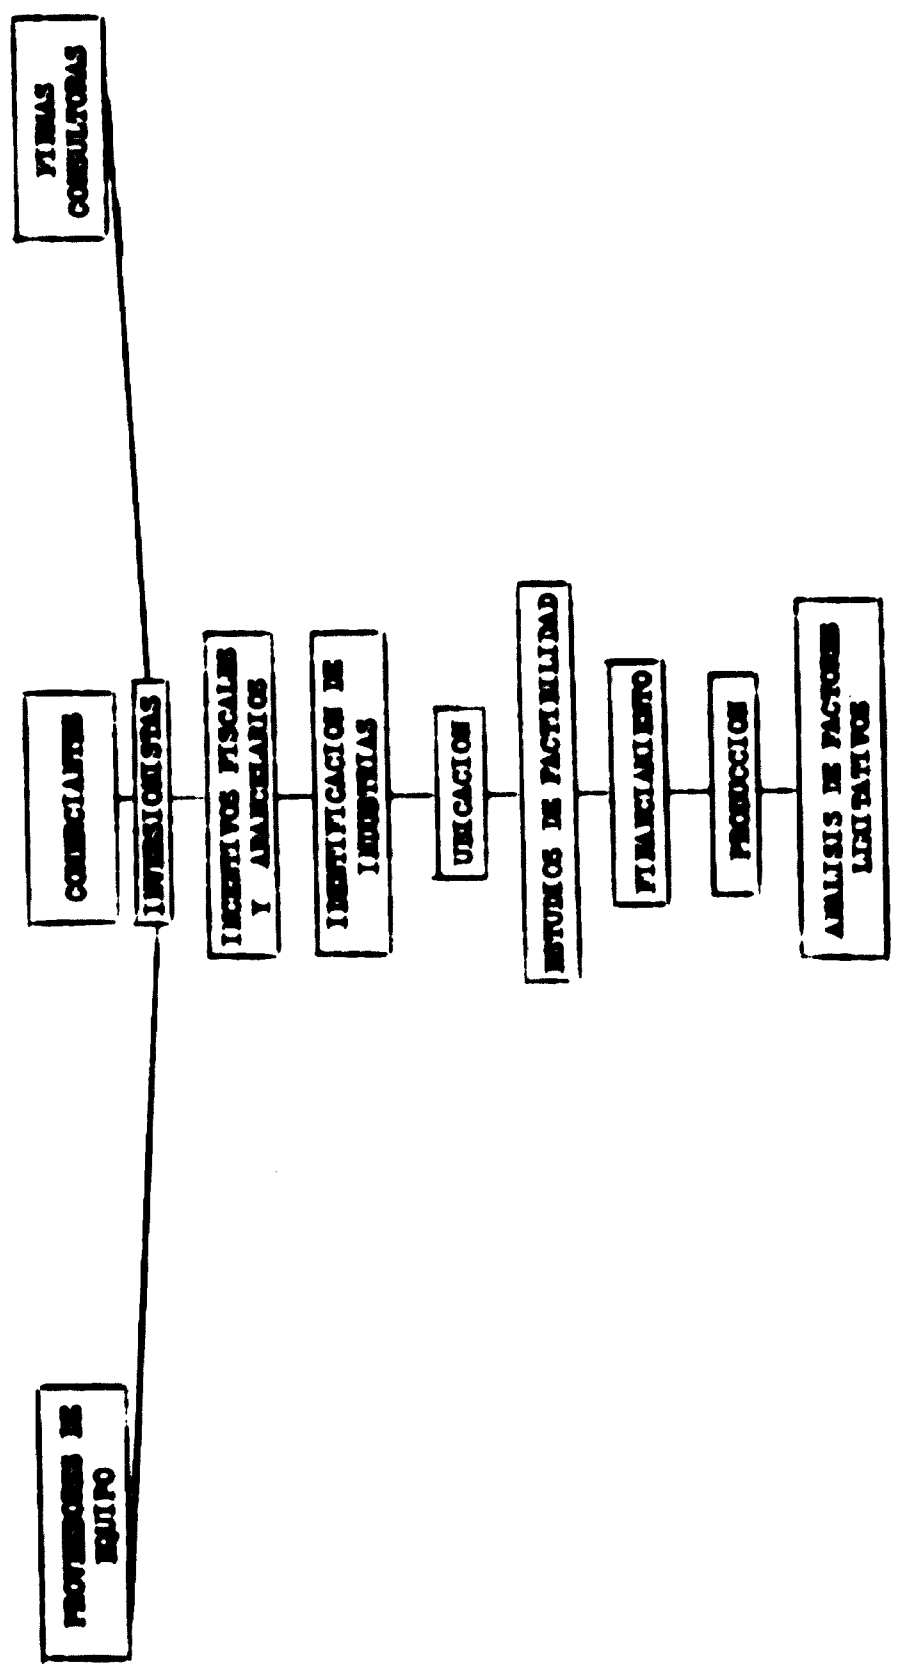 PROVEEDORES DE
EQUIPO
COMERCIANTES
FIRMAS
CONSULTORAS
INVERSIONISTAS
INCENTIVOS FISCALES
Y ARANCELARIOS
IDENTIFICACION DE
INDUSTRIAS
UBICACION
ESTUDIOS DE FACTIBILIDAD
FINANCIAMIENTO
PRODUCCION
ANALISIS DE FACTORES
LIMITATIVOS